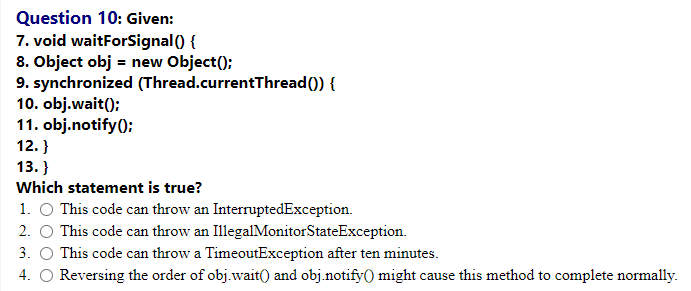 Question 10: Given:
7. void waitForSignal() {
8. Object obj = new Object();
9. synchronized (Thread.currentThread()) {
10. obj.wait();
11. obj.notify();
12. }
13. }
Which statement is true?
1. This code can throw an InterruptedException.
2. This code can throw an IllegalMonitorStateException.
3. This code can throw a TimeoutException after ten minutes.
4. Reversing the order of obj.wait() and obj.notify() might cause this method to complete normally.